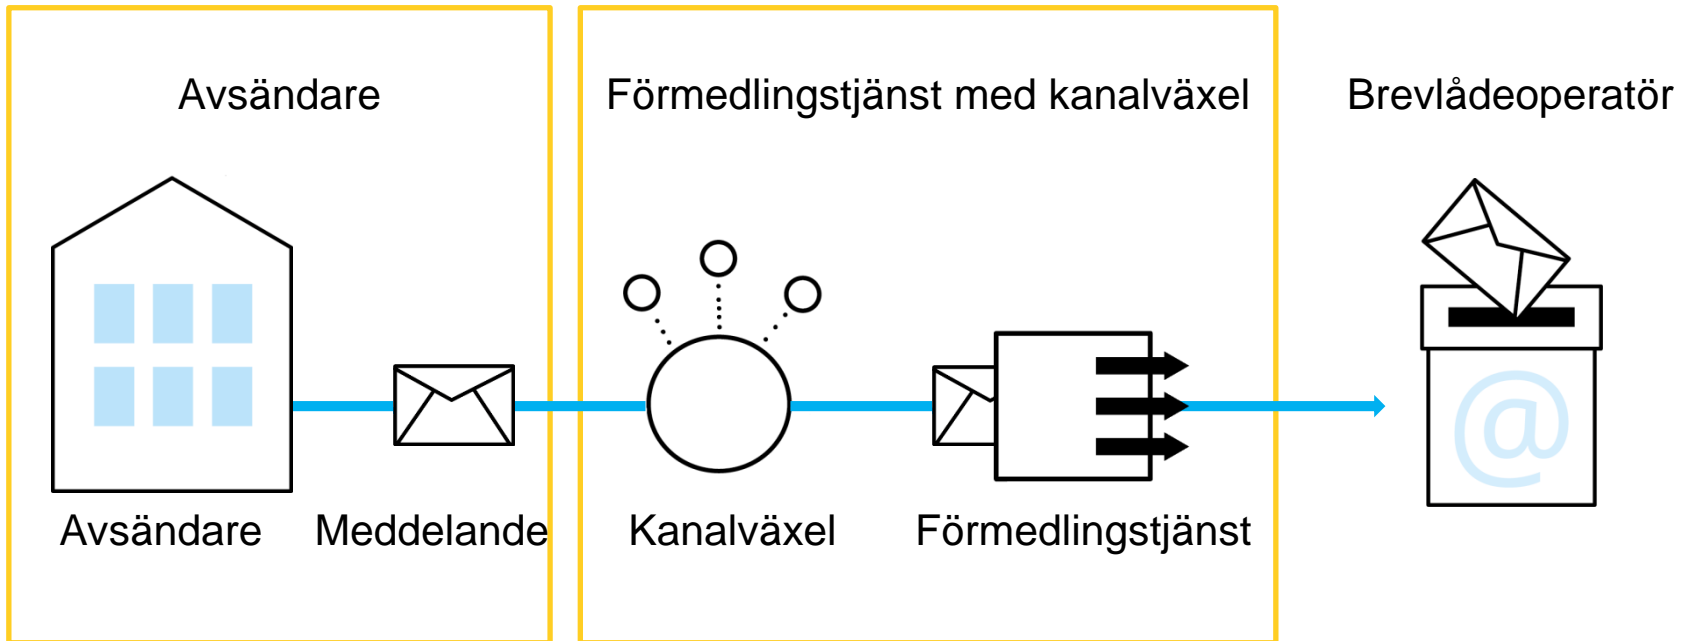 Avsändare
Förmedlingstjänst med kanalväxel
Brevlådeoperatör
@
Avsändare
Meddelande
Kanalväxel
Förmedlingstjänst